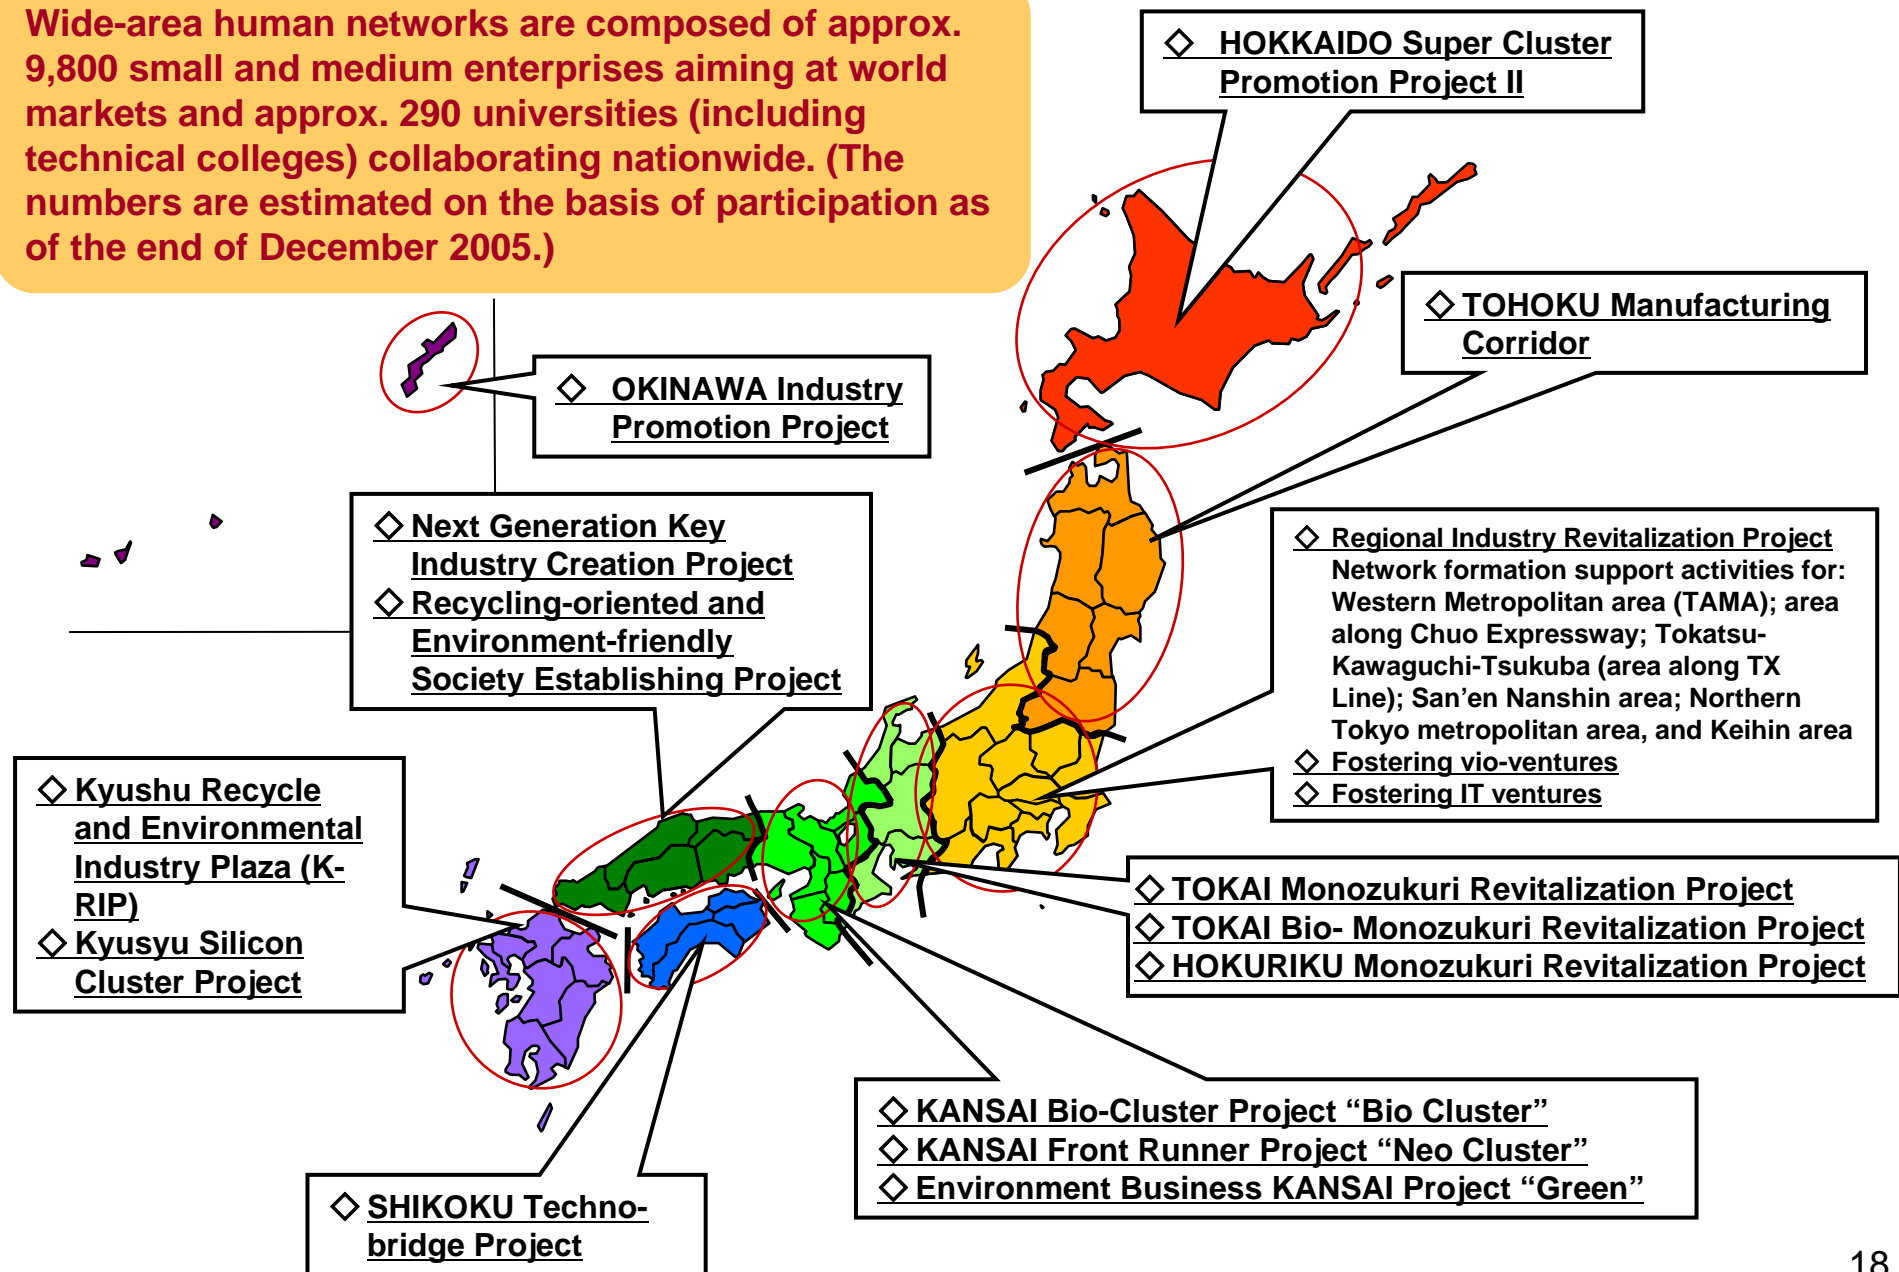 Wide-area human networks are composed of approx.
9,800 small and medium enterprises aiming at world
markets and approx. 290 universities (including
technical colleges) collaborating nationwide. (The
numbers are estimated on the basis of participation as
of the end of December 2005.)
◇ HOKKAIDO Super Cluster
Promotion Project II
◇ TOHOKU Manufacturing
Corridor
◇ OKINAWA Industry
Promotion Project
◇ Next Generation Key
Industry Creation Project
◇ Recycling-oriented and
Environment-friendly
Society Establishing Project
◇ Regional Industry Revitalization Project
Network formation support activities for:
Western Metropolitan area (TAMA); area
along Chuo Expressway; Tokatsu-
Kawaguchi-Tsukuba (area along TX
Line); San’en Nanshin area; Northern
Tokyo metropolitan area, and Keihin area
◇ Fostering vio-ventures
◇ Fostering IT ventures
◇ Kyushu Recycle
and Environmental
Industry Plaza (K-
RIP)
◇ Kyusyu Silicon
Cluster Project
◇ TOKAI Monozukuri Revitalization Project
◇ TOKAI Bio- Monozukuri Revitalization Project
◇ HOKURIKU Monozukuri Revitalization Project
◇ KANSAI Bio-Cluster Project “Bio Cluster”
◇ KANSAI Front Runner Project “Neo Cluster”
◇ Environment Business KANSAI Project “Green”
◇ SHIKOKU Techno-
bridge Project
18